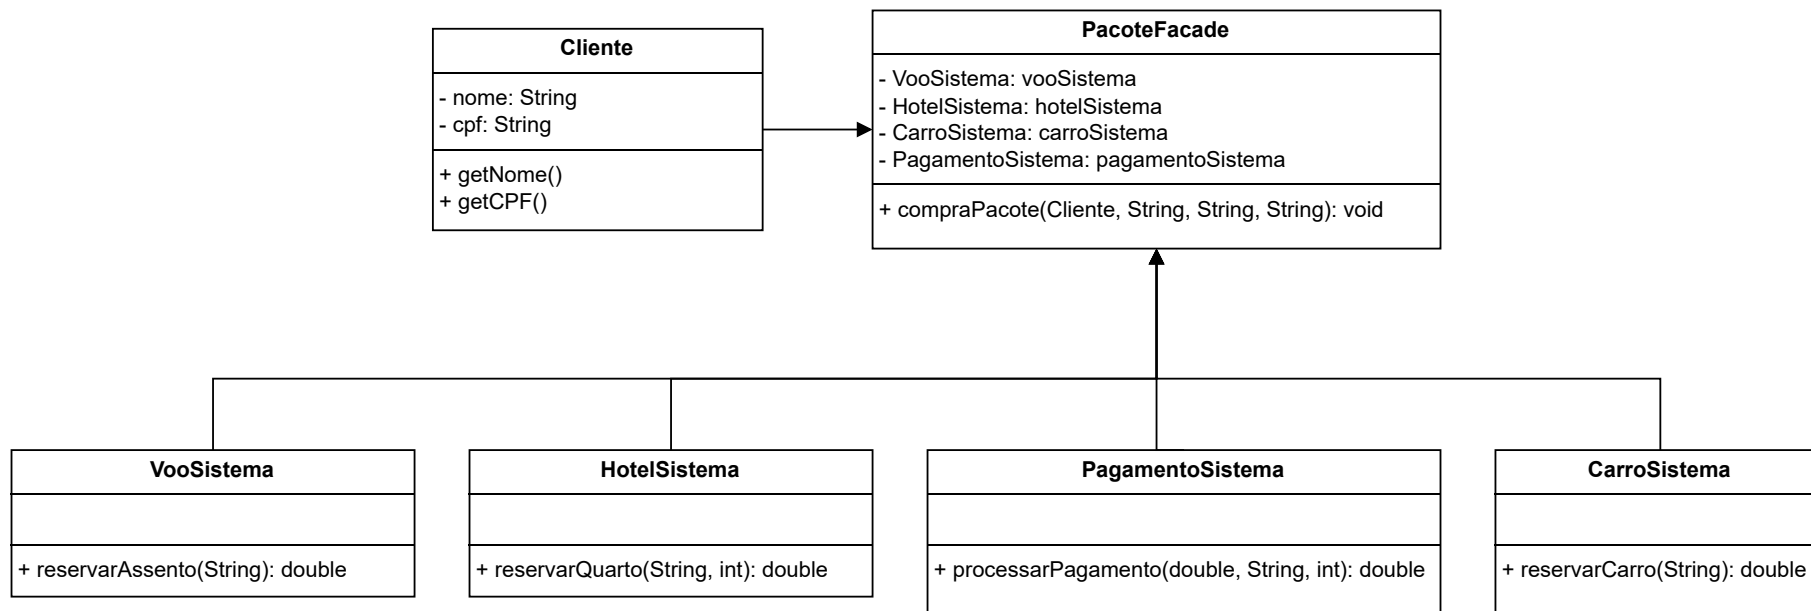 Cliente
- nome: String
- cpf: String
+ getNome()
+ getCPF()
PacoteFacade
- VooSistema: vooSistema
- HotelSistema: hotelSistema
- CarroSistema: carroSistema
- PagamentoSistema: pagamentoSistema
+ compraPacote(Cliente, String, String, String): void
VooSistema
+ reservarAssento(String): double
HotelSistema
+ reservarQuarto(String, int): double
PagamentoSistema
+ processarPagamento(double, String, int): double
CarroSistema
+ reservarCarro(String): double